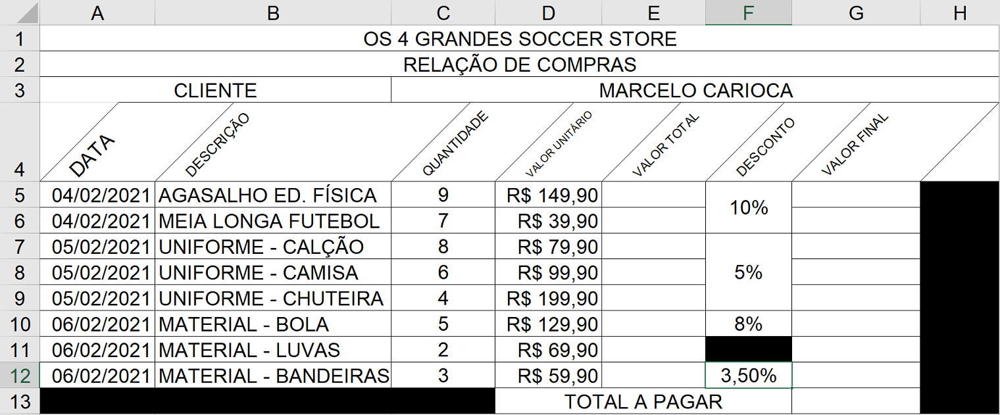 A B C D E F G H
1 OS 4 GRANDES SOCCER STORE
2 RELAÇÃO DE COMPRAS
3 CLIENTE MARCELO CARIOCA
4 DATA DESCRIÇÃO QUANTIDADE VALOR UNITÁRIO VALOR TOTAL DESCONTO VALOR FINAL
5 04/02/2021 AGASALHO ED. FÍSICA 9 R$ 149,90 10%
6 04/02/2021 MEIA LONGA FUTEBOL 7 R$ 39,90
7 05/02/2021 UNIFORME - CALÇÃO 8 R$ 79,90
8 05/02/2021 UNIFORME - CAMISA 6 R$ 99,90 5%
9 05/02/2021 UNIFORME - CHUTEIRA 4 R$ 199,90
10 06/02/2021 MATERIAL - BOLA 5 R$ 129,90 8%
11 06/02/2021 MATERIAL - LUVAS 2 R$ 69,90
12 06/02/2021 MATERIAL - BANDEIRAS 3 R$ 59,90 3,50%
13 TOTAL A PAGAR